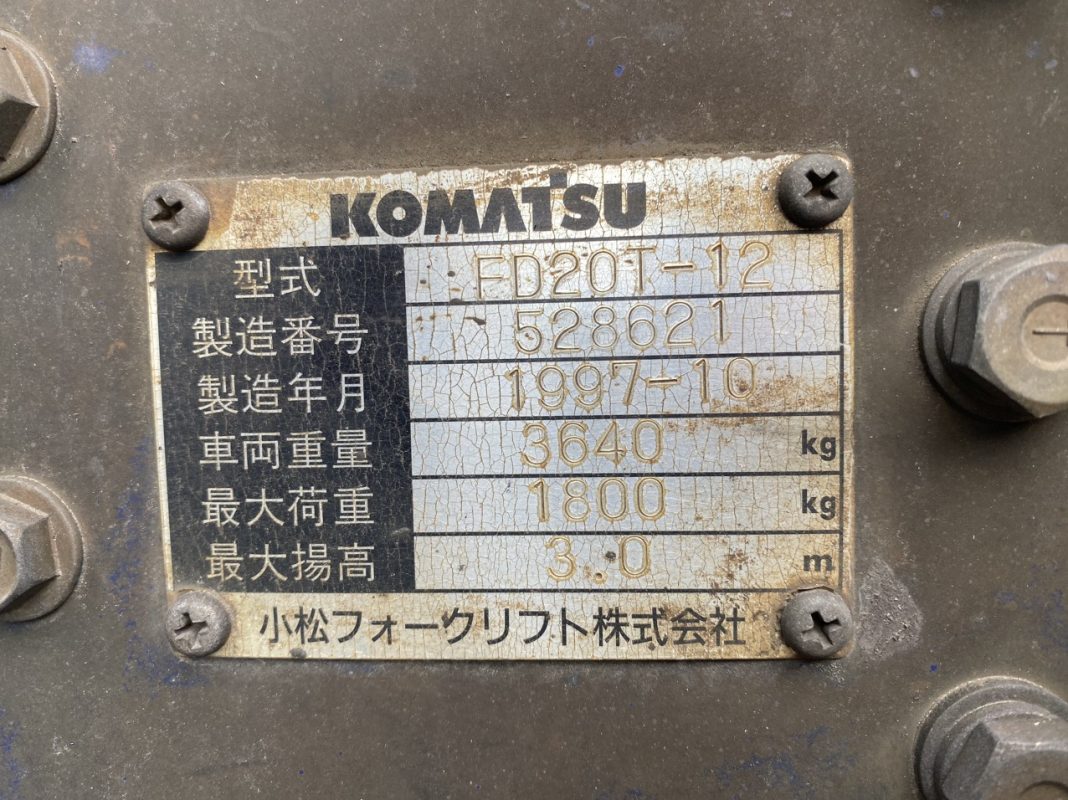 KOMATSU
型式 FD20T-12
製造番号 528621
製造年月 1997-10
車両重量 3640 kg
最大荷重 1800 kg
最大揚高 3.0 m
小松フォークリフト株式会社